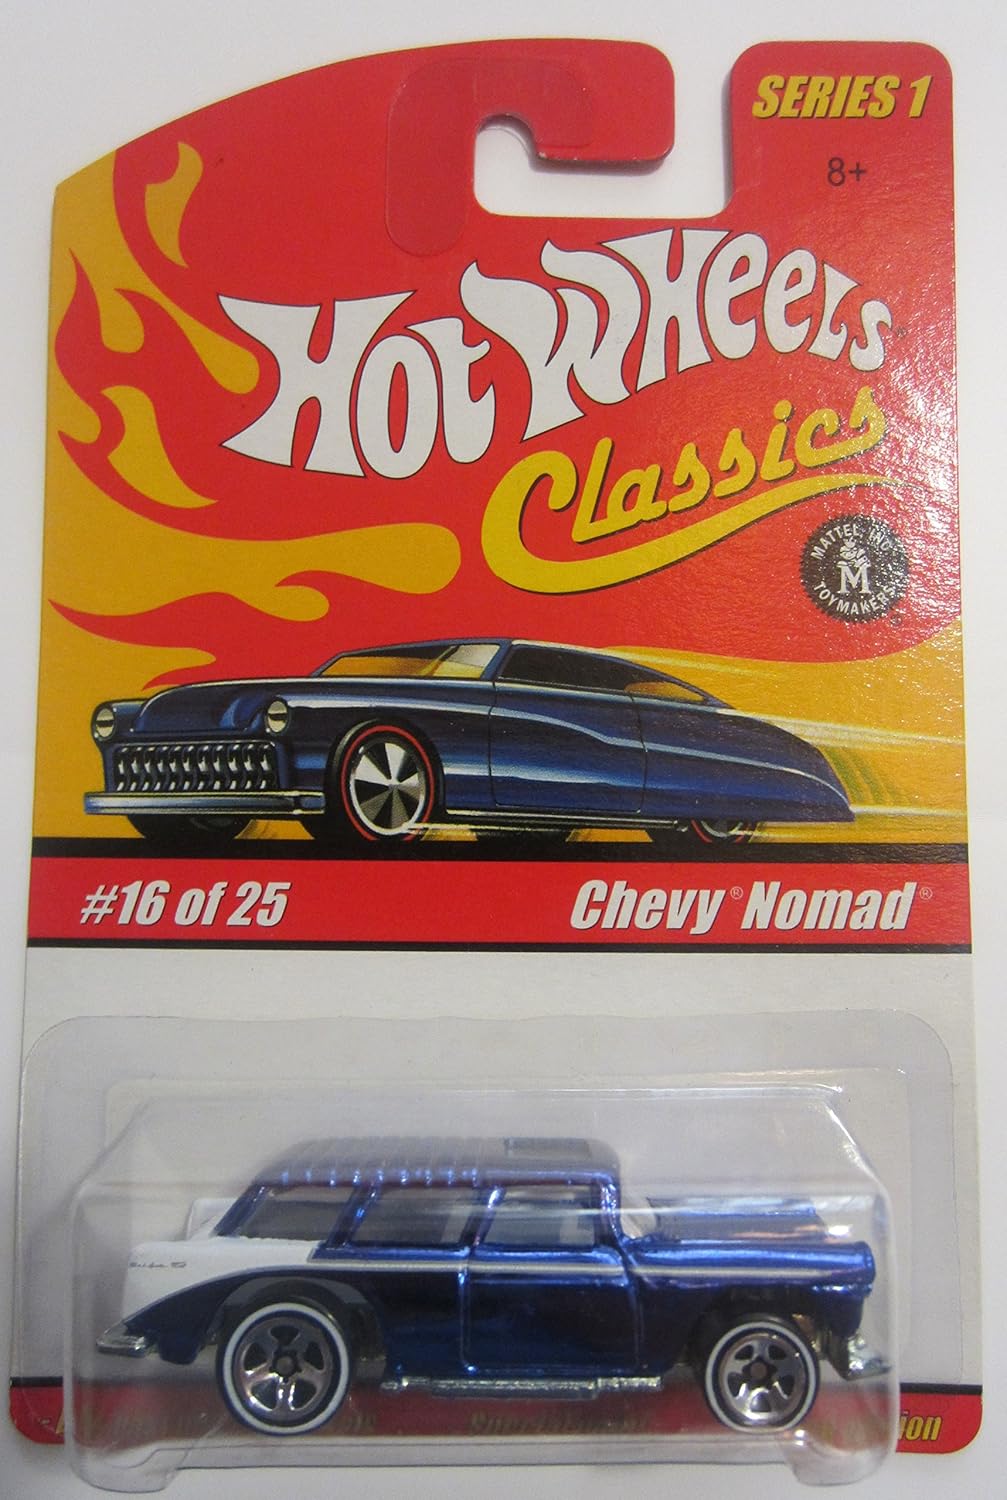 SERIES 1
8+
Hot Wheels
Classics
MATTEL, INC.
M
TOYMAKERS
#16 of 25
Chevy® Nomad®